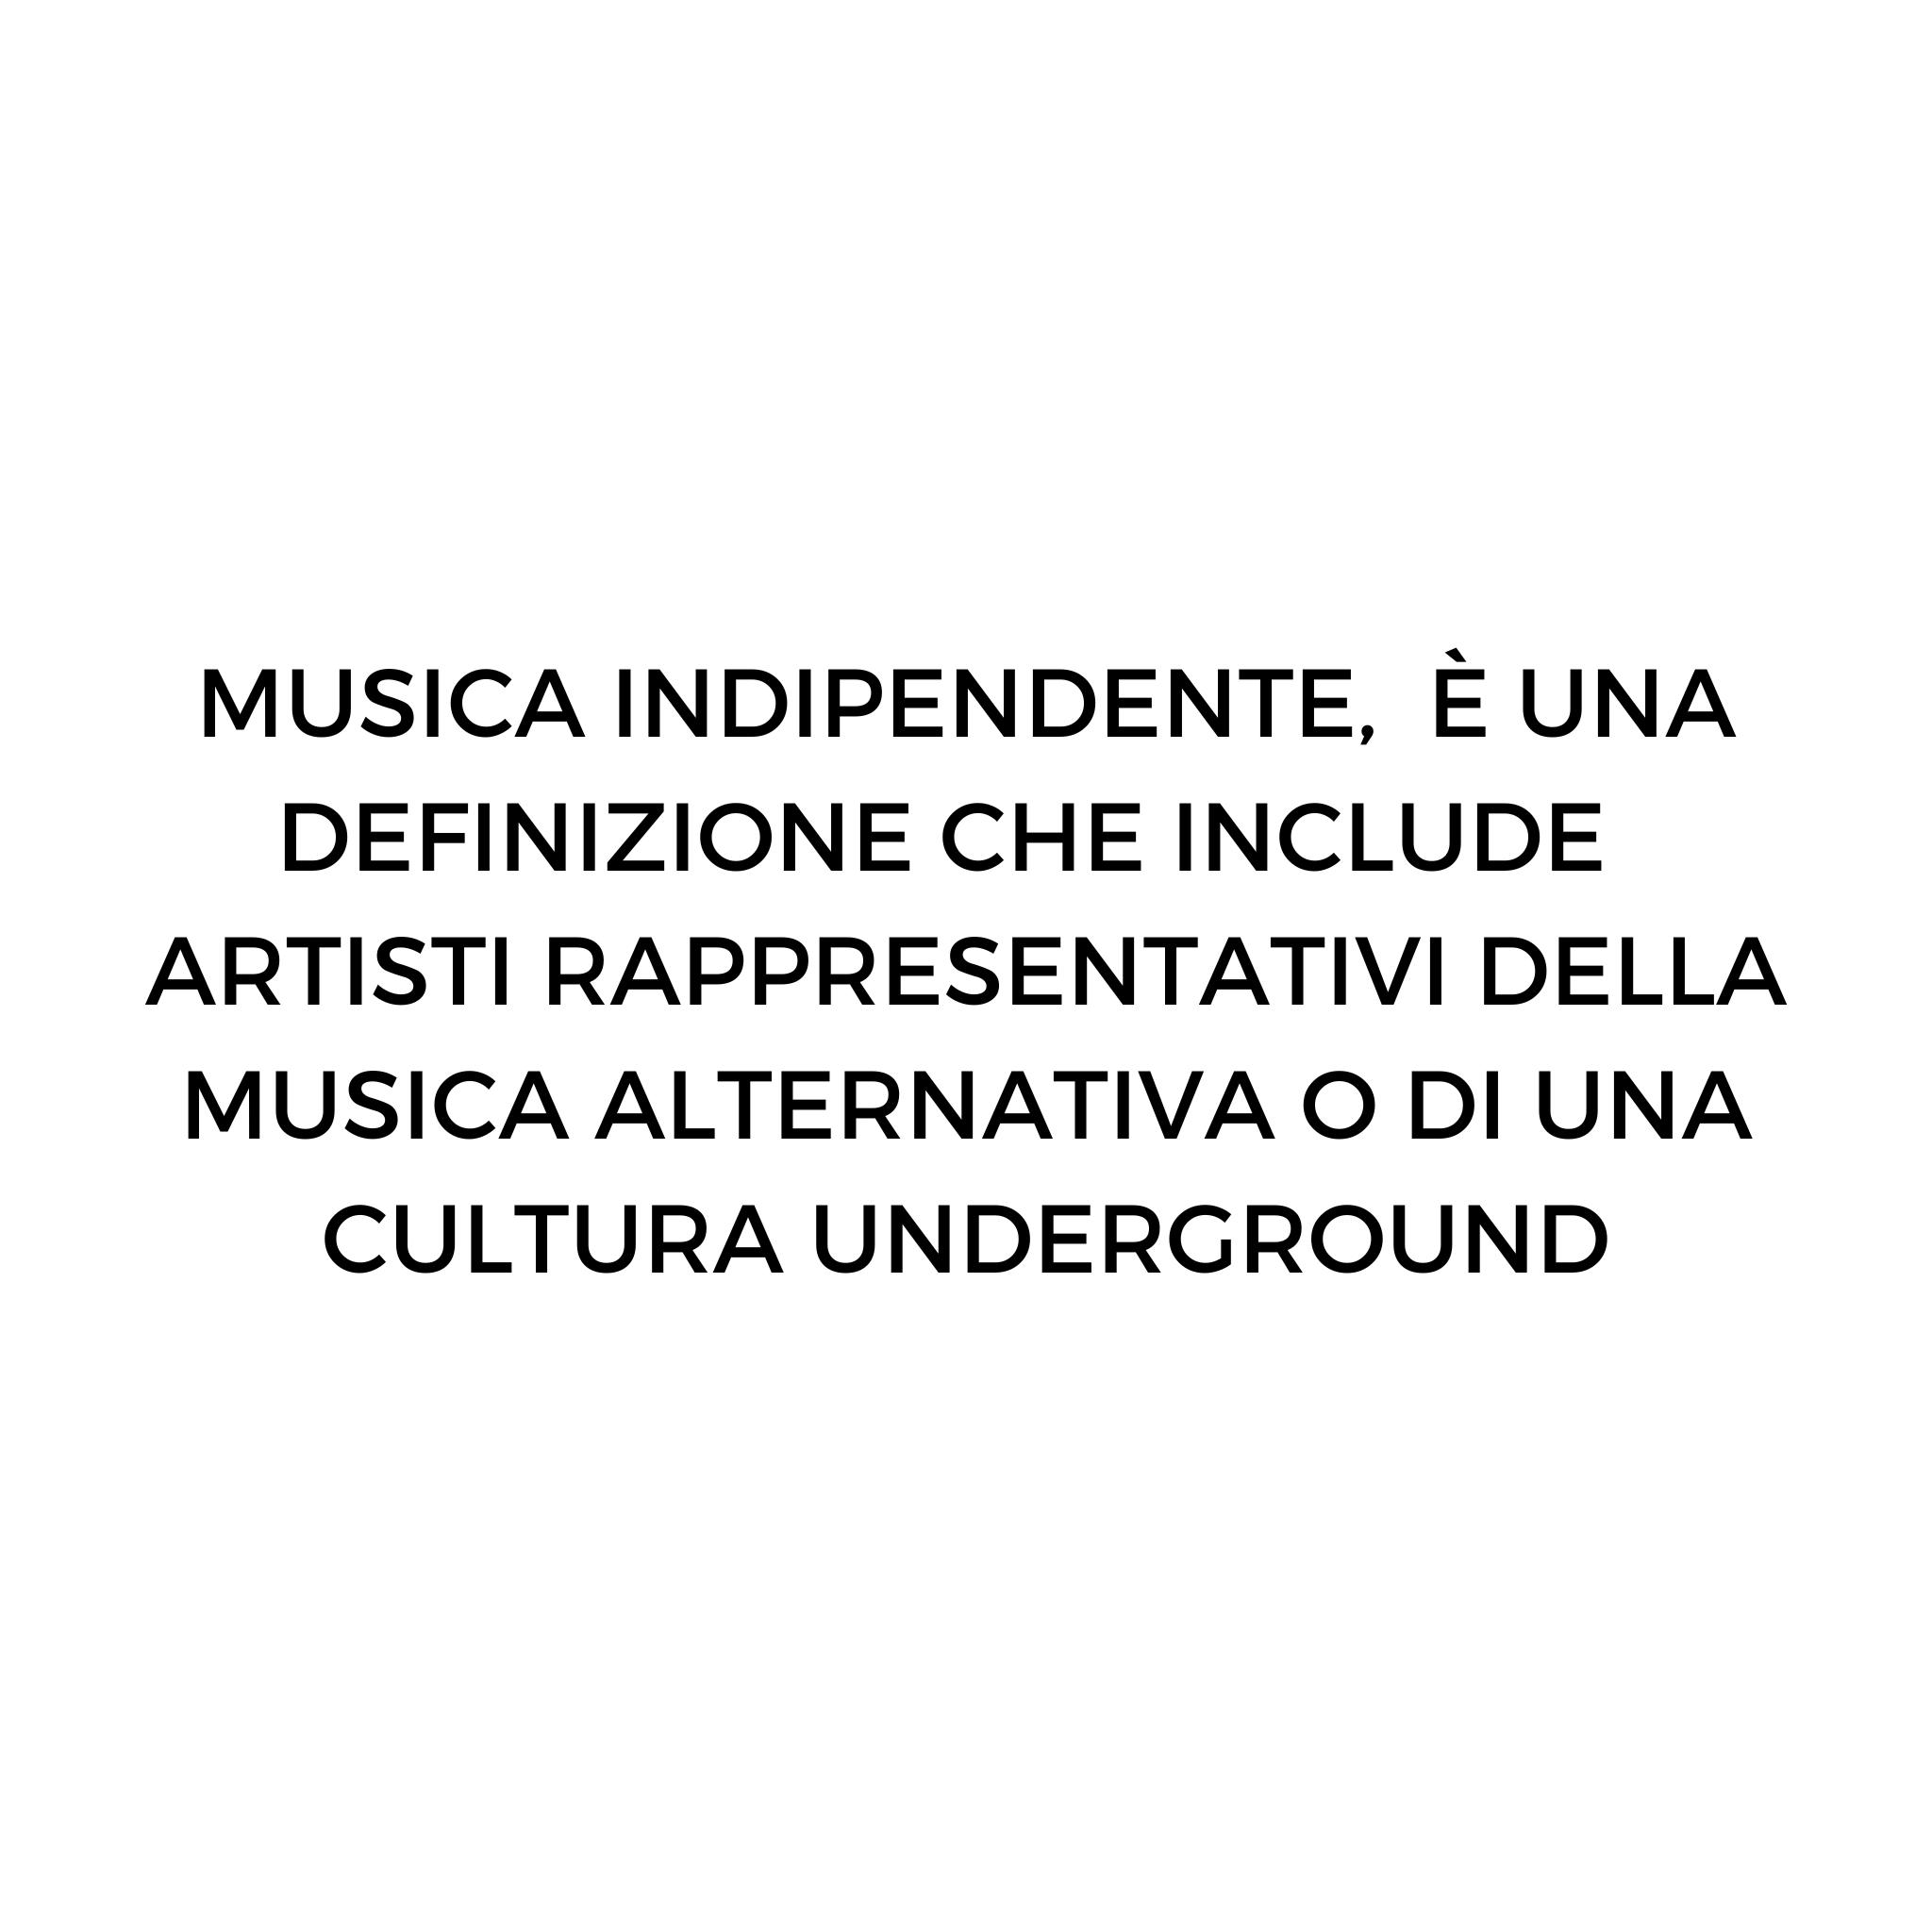 MUSICA INDIPENDENTE, È UNA
DEFINIZIONE CHE INCLUDE
ARTISTI RAPPRESENTATIVI DELLA
MUSICA ALTERNATIVA O DI UNA
CULTURA UNDERGROUND